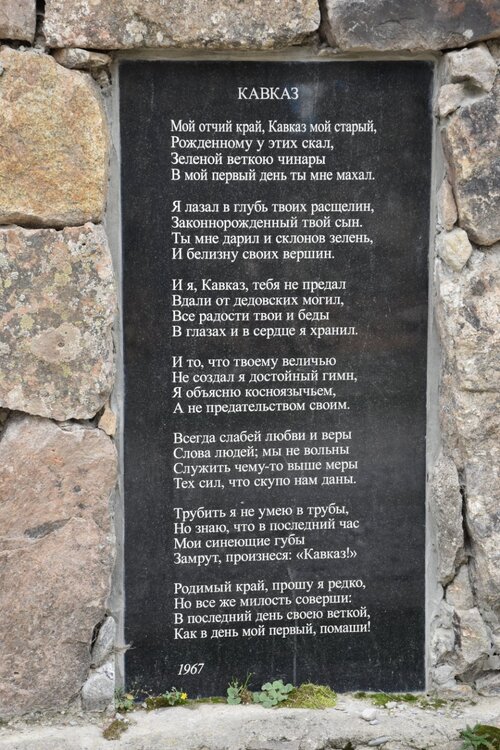 КАВКАЗ
Мой отчий край, Кавказ мой старый,
Рожденному у этих скал,
Зеленой веткою чинары
В мой первый день ты мне махал.
Я лазал в глубь твоих расщелин,
Законнорожденный твой сын.
Ты мне дарил и склонов зелень,
И белизну своих вершин.
И я, Кавказ, тебя не предал
Вдали от дедовских могил,
Все радости твои и беды
В глазах и в сердце я хранил.
И то, что твоему величью
Не создал я достойный гимн,
Я объясню косноязычьем,
А не предательством своим.
Всегда слабей любви и веры
Слова людей; мы не вольны
Служить чему-то выше меры
Тех сил, что скупо нам даны.
Трубить я не умею в трубы,
Но знаю, что в последний час
Мои синеющие губы
Замрут, произнеся: «Кавказ!»
Родимый край, прошу я редко,
Но все же милость соверши:
В последний день своею веткой,
Как в день мой первый, помаши!
1967